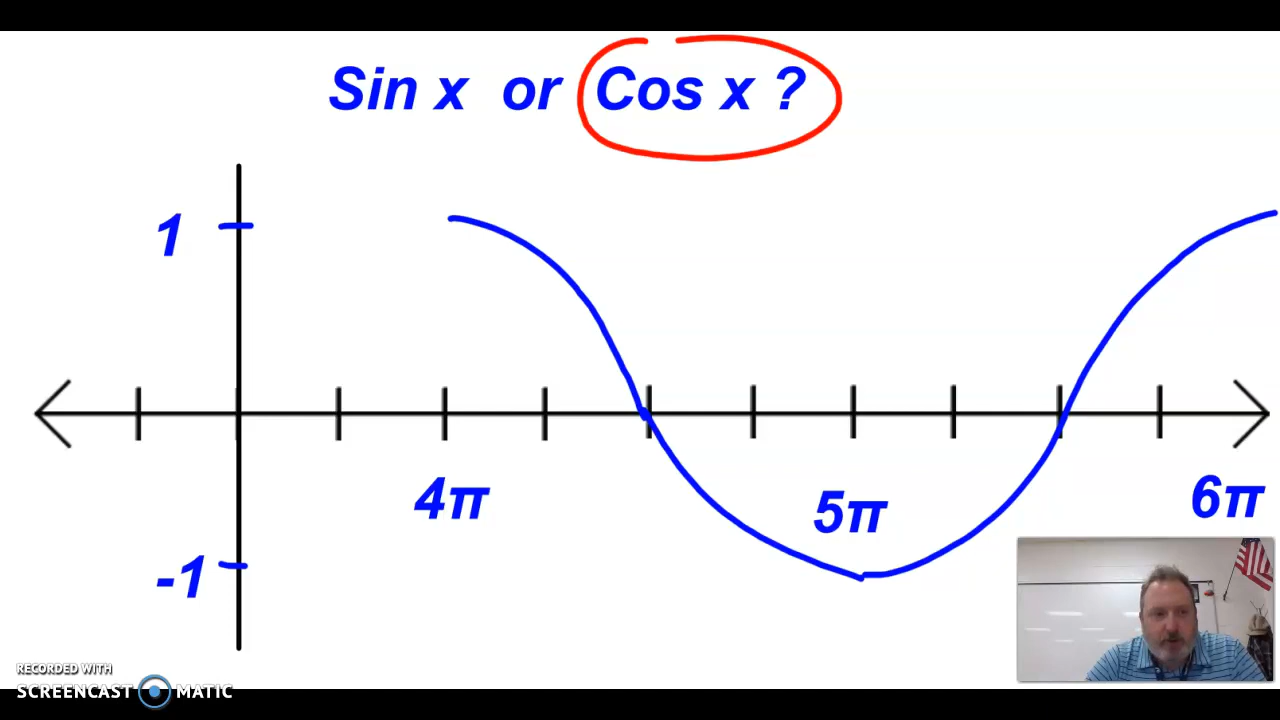 Sin x or Cos x ?
1
4π 5π 6π
-1
RECORDED WITH
SCREENCAST MATIC